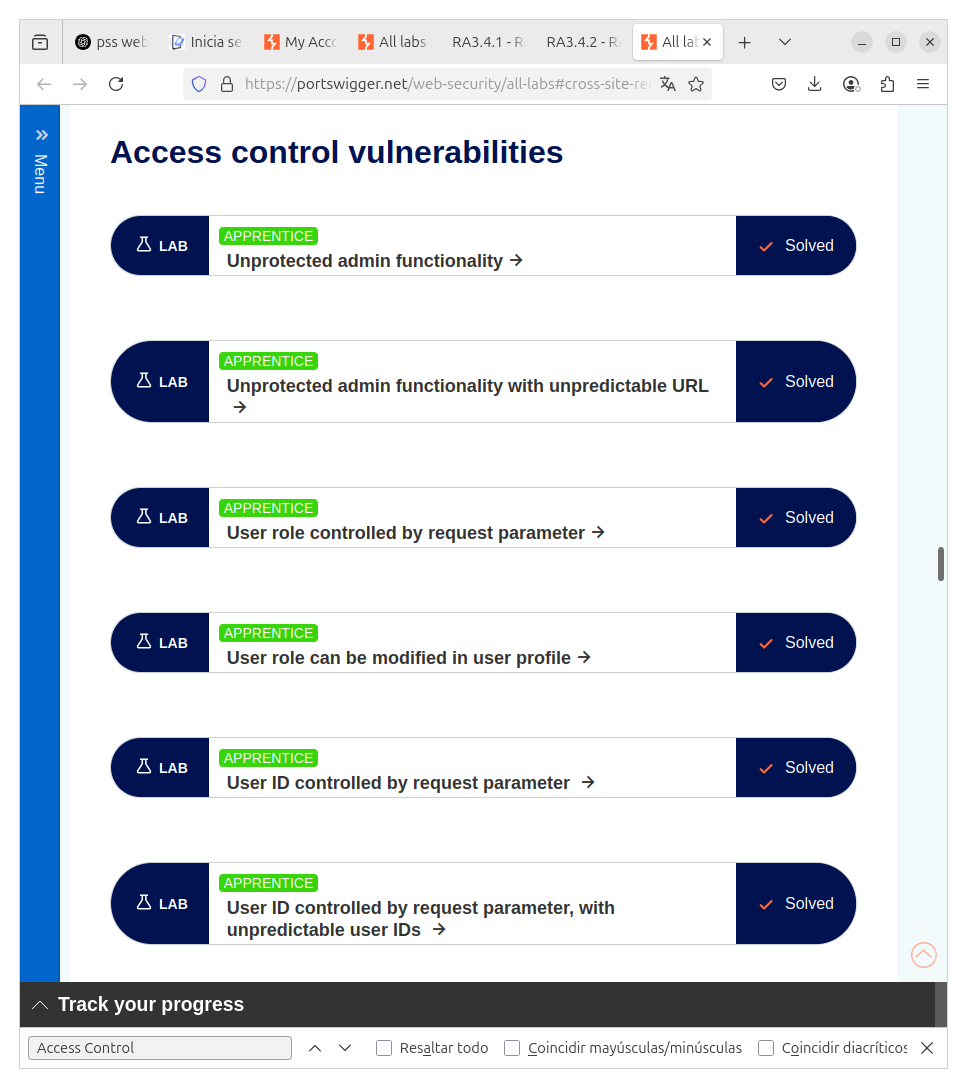 pss web
Inicia se
My Acco
All labs
RA3.4.1 - R
RA3.4.2 - R
All lab
https://portswigger.net/web-security/all-labs#cross-site-re
Menu
Access control vulnerabilities
LAB
APPRENTICE
Unprotected admin functionality →
Solved
LAB
APPRENTICE
Unprotected admin functionality with unpredictable URL
→
Solved
LAB
APPRENTICE
User role controlled by request parameter →
Solved
LAB
APPRENTICE
User role can be modified in user profile →
Solved
LAB
APPRENTICE
User ID controlled by request parameter →
Solved
LAB
APPRENTICE
User ID controlled by request parameter, with
unpredictable user IDs →
Solved
Track your progress
Access Control
Resaltar todo
Coincidir mayúsculas/minúsculas
Coincidir diacríticos